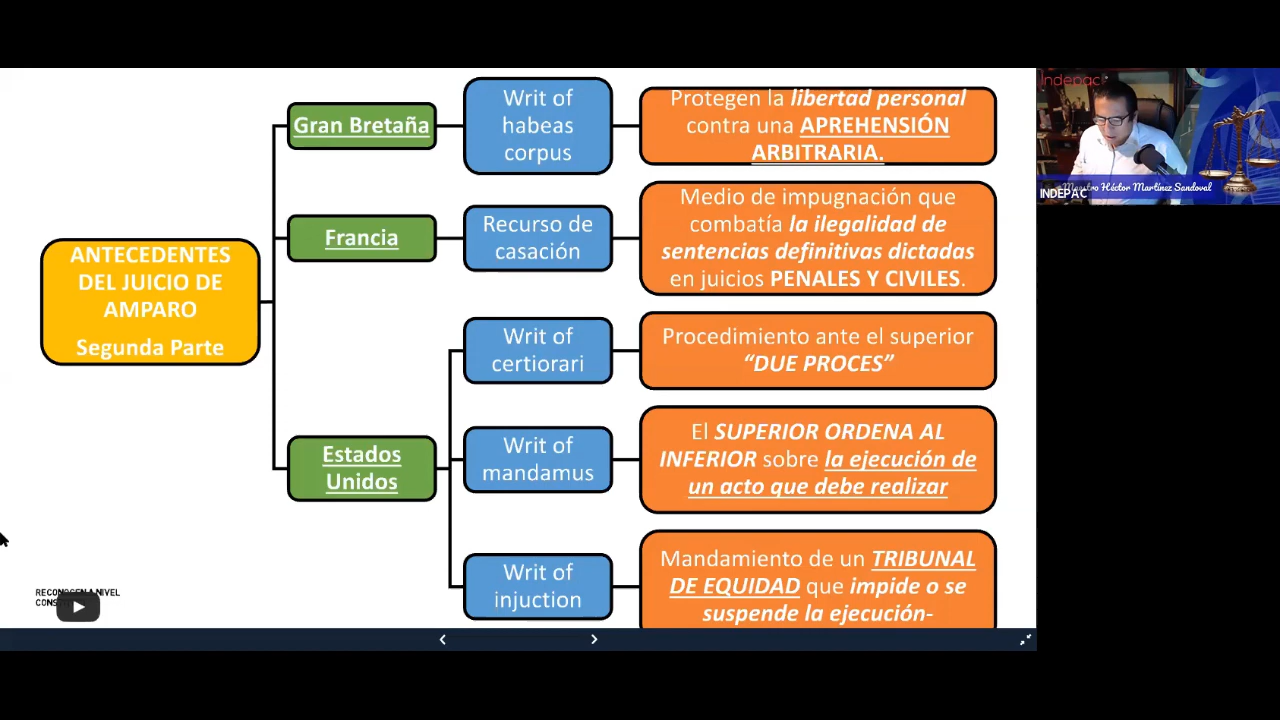 ANTECEDENTES
DEL JUICIO DE
AMPARO
Segunda Parte
Gran Bretaña
Writ of
habeas
corpus
Protegen la libertad personal
contra una APREHENSIÓN
ARBITRARIA.
Francia
Recurso de
casación
Medio de impugnación que
combatía la ilegalidad de
sentencias definitivas dictadas
en juicios PENALES Y CIVILES.
Estados
Unidos
Writ of
certiorari
Procedimiento ante el superior
“DUE PROCES”
Writ of
mandamus
El SUPERIOR ORDENA AL
INFERIOR sobre la ejecución de
un acto que debe realizar
Writ of
injuction
Mandamiento de un TRIBUNAL
DE EQUIDAD que impide o se
suspende la ejecución-
Indepac
Maestro Héctor Martínez Sandoval
INDEPAC
RECONOCEN A NIVEL